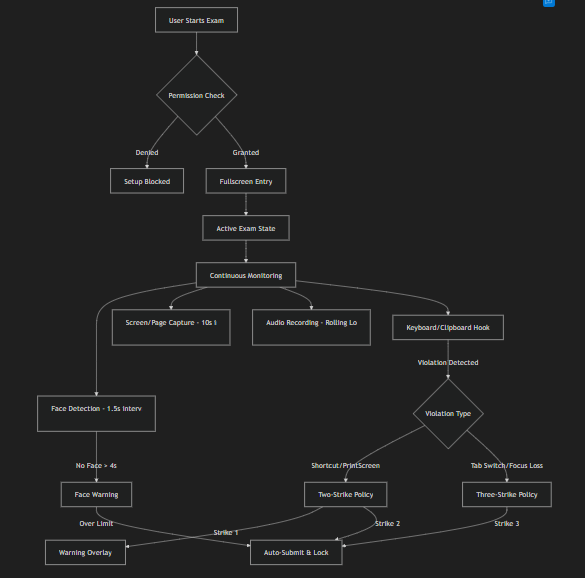 User Starts Exam
Permission Check
Denied
Granted
Setup Blocked
Fullscreen Entry
Active Exam State
Continuous Monitoring
Screen/Page Capture - 10s
Audio Recording - Rolling Lo
Keyboard/Clipboard Hook
Violation Detected
Face Detection - 1.5s Interv
Violation Type
No Face > 4s
Shortcut/PrintScreen
Tab Switch/Focus Loss
Face Warning
Two-Strike Policy
Three-Strike Policy
Over Limit
Strike 1
Strike 2
Strike 3
Warning Overlay
Auto-Submit & Lock